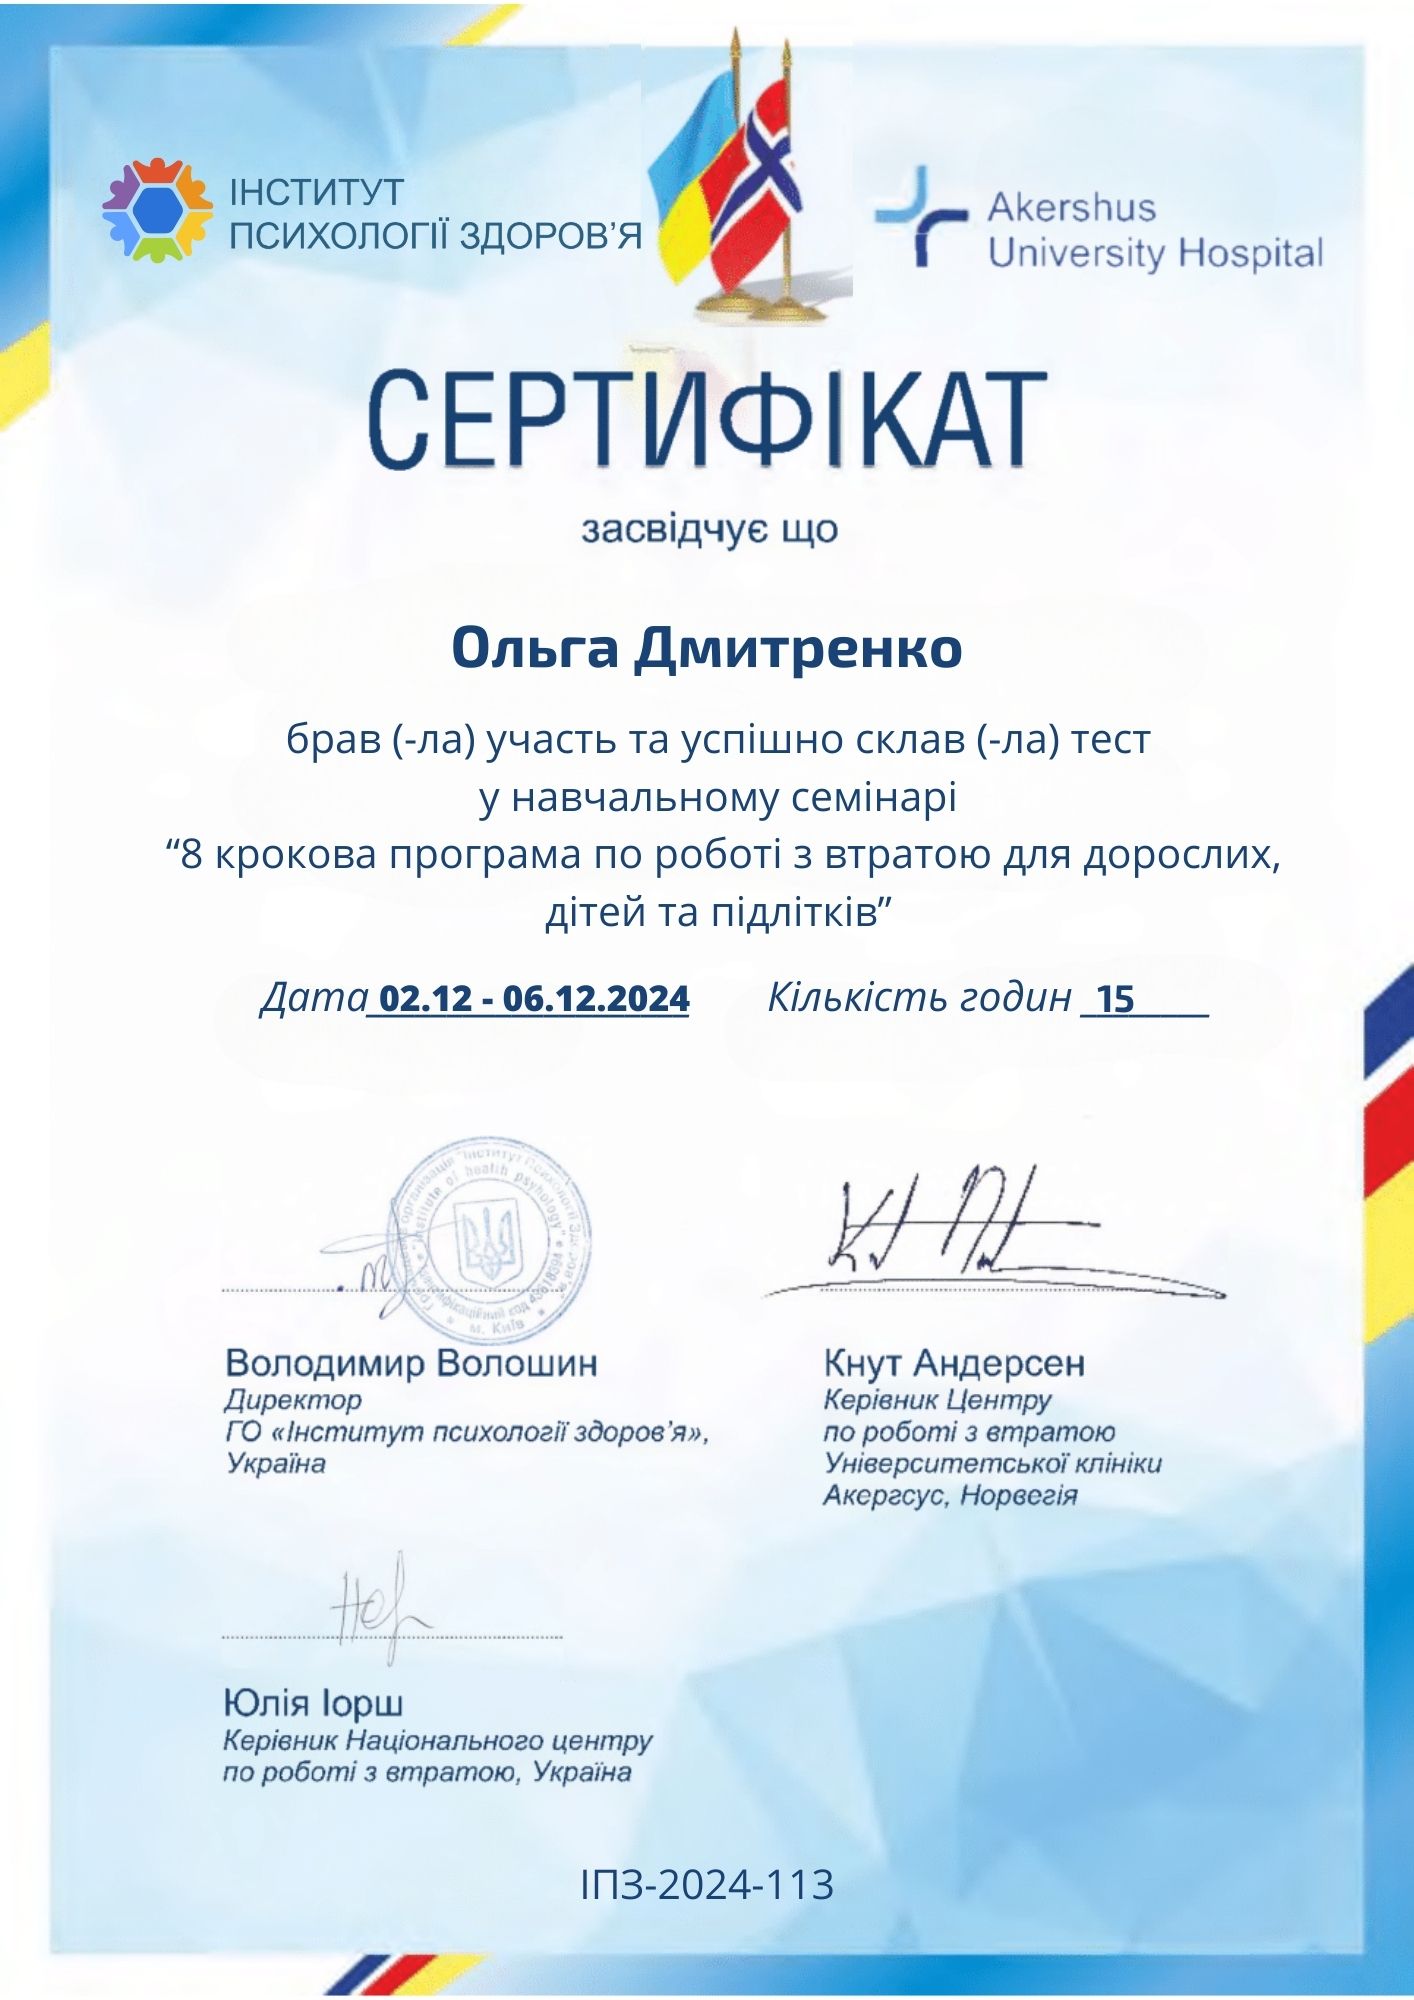 ІНСТИТУТ
ПСИХОЛОГІЇ ЗДОРОВ'Я
Akershus
University Hospital
СЕРТИФІКАТ
засвідчує що
Ольга Дмитренко
брав (-ла) участь та успішно склав (-ла) тест
у навчальному семінарі
“8 крокова програма по роботі з втратою для дорослих,
дітей та підлітків”
Дата 02.12 - 06.12.2024 Кількість годин 15
"Інститут Психології
institute of health psyhology"
ідентифікаційний код 43618394
м. Київ
Володимир Волошин
Директор
ГО «Інститут психології здоров'я»,
Україна
Кнут Андерсен
Керівник Центру
по роботі з втратою
Університетської клініки
Акергсус, Норвегія
Юлія Іорш
Керівник Національного центру
по роботі з втратою, Україна
ІПЗ-2024-113